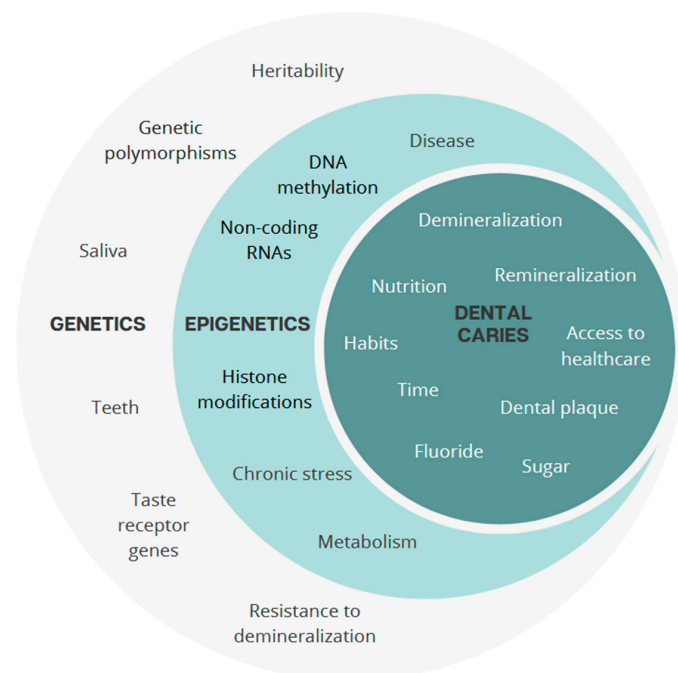 Heritability
Genetic
polymorphisms
Saliva
GENETICS
Teeth
Taste
receptor
genes
Resistance to
demineralization
Disease
DNA
methylation
Non-coding
RNAs
EPIGENETICS
Histone
modifications
Chronic stress
Metabolism
Demineralization
Remineralization
Nutrition
DENTAL
CARIES
Habits
Access to
healthcare
Time
Dental plaque
Fluoride
Sugar